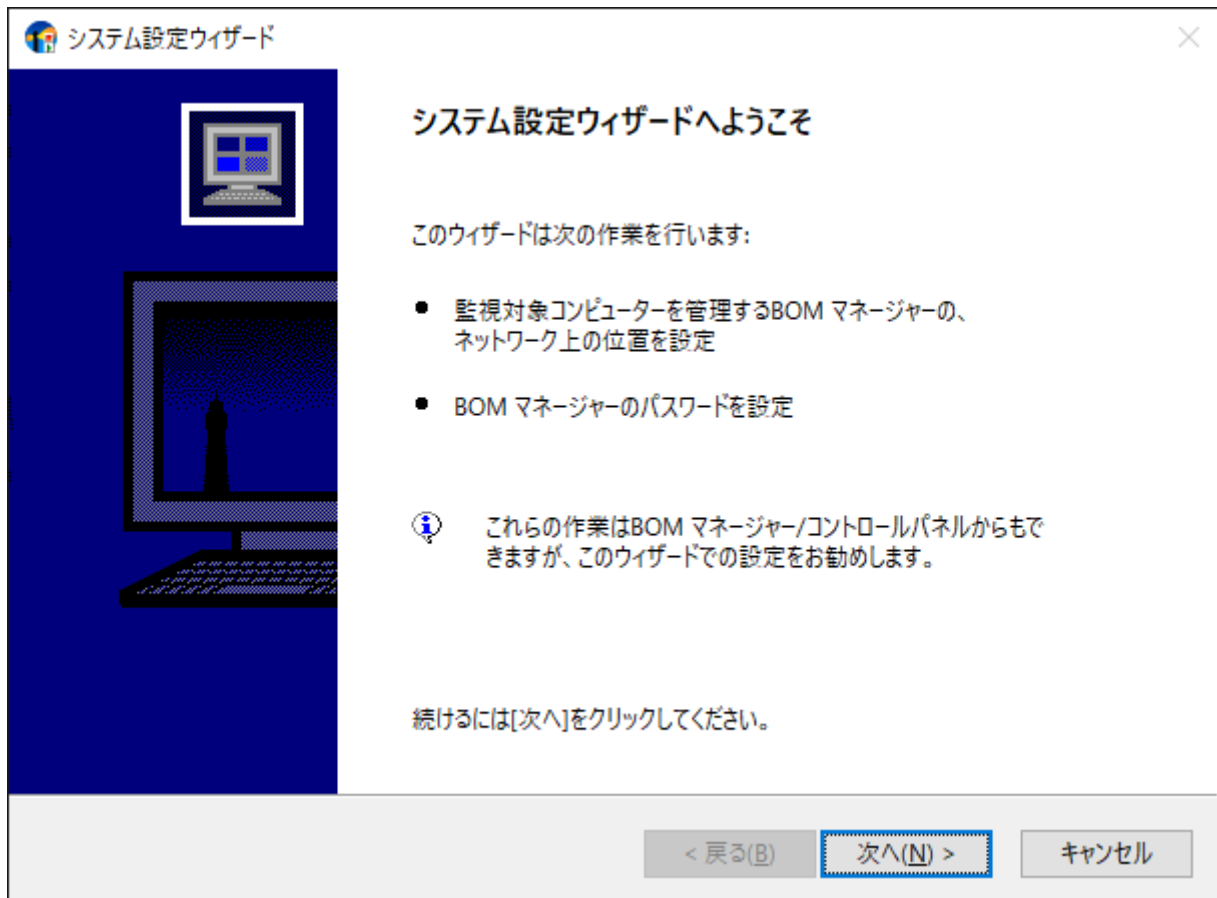 システム設定ウィザード
システム設定ウィザードへようこそ
このウィザードは次の作業を行います:
● 監視対象コンピューターを管理するBOM マネージャーの、
ネットワーク上の位置を設定
● BOM マネージャーのパスワードを設定
これらの作業はBOM マネージャー/コントロールパネルからもで
きますが、このウィザードでの設定をお勧めします。
続けるには[次へ]をクリックしてください。
< 戻る(B) 次へ(N) > キャンセル